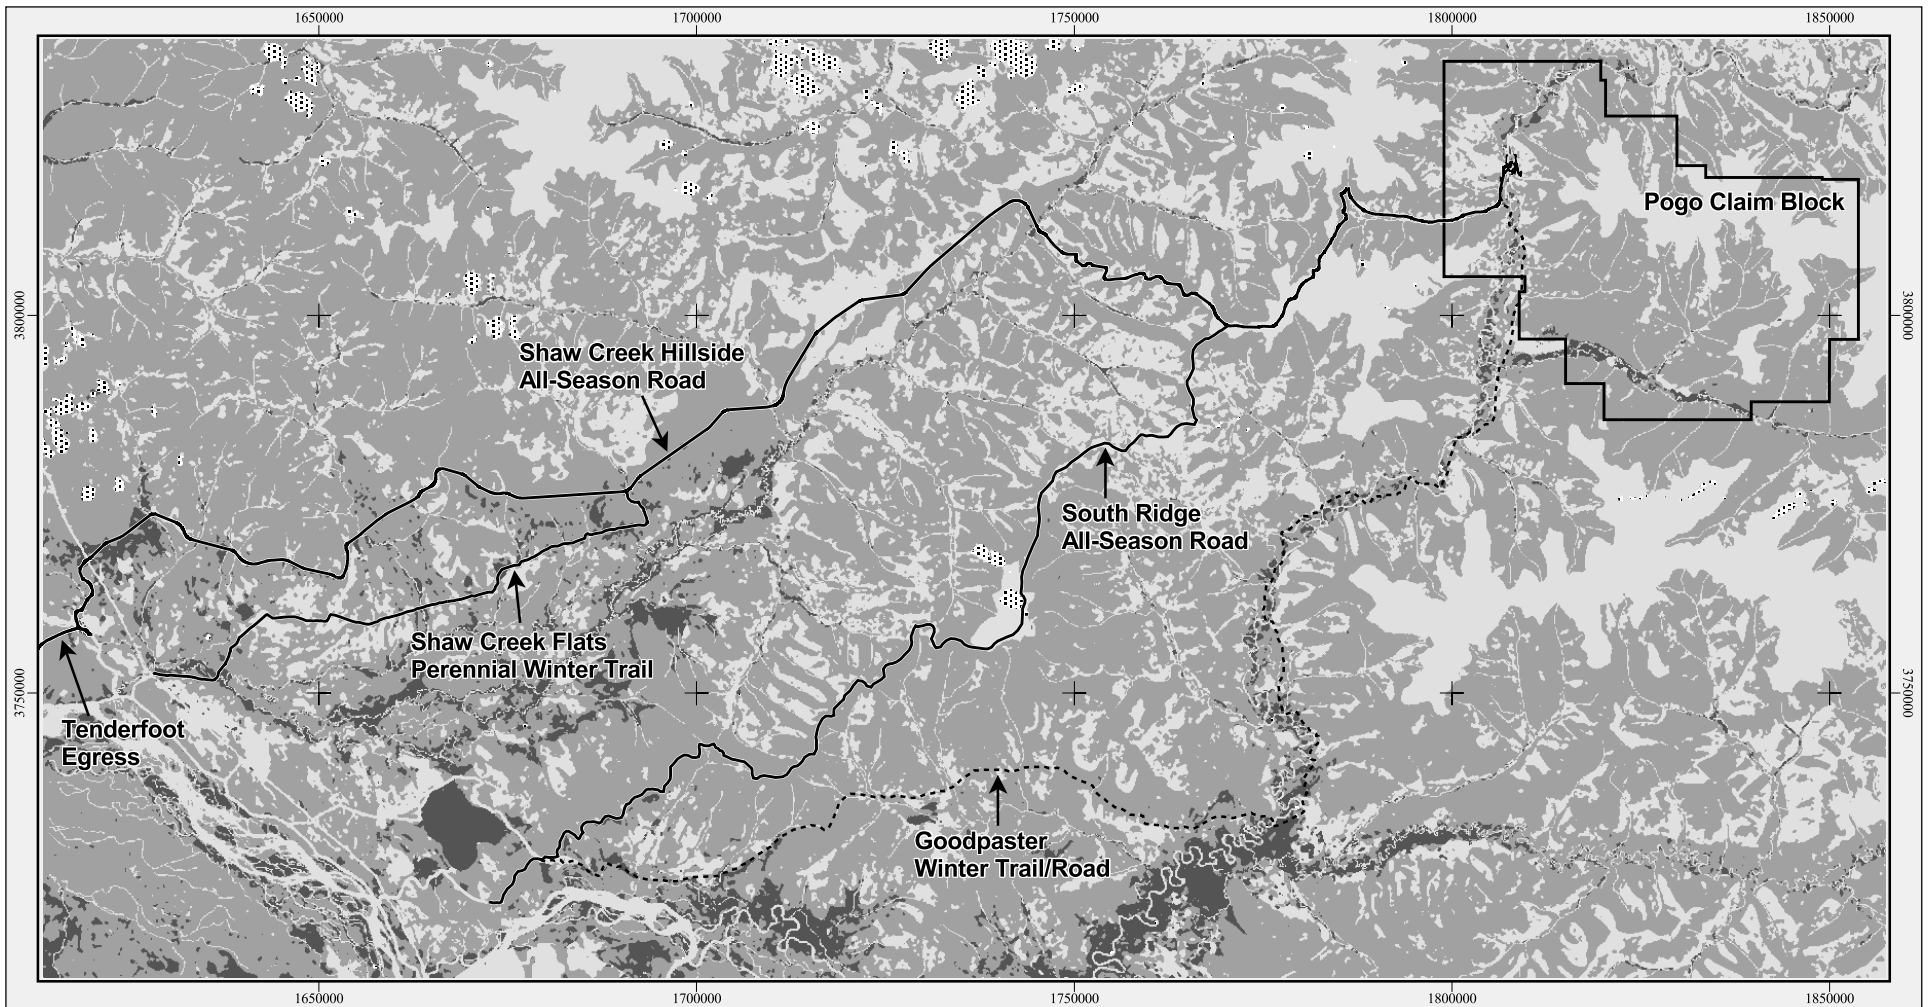 1650000 1700000 1750000 1800000 1850000
Pogo Claim Block
3800000 3800000
Shaw Creek Hillside
All-Season Road
South Ridge
All-Season Road
Shaw Creek Flats
Perennial Winter Trail
3750000 3750000
Tenderfoot
Egress
Goodpaster
Winter Trail/Road
1650000 1700000 1750000 1800000 1850000